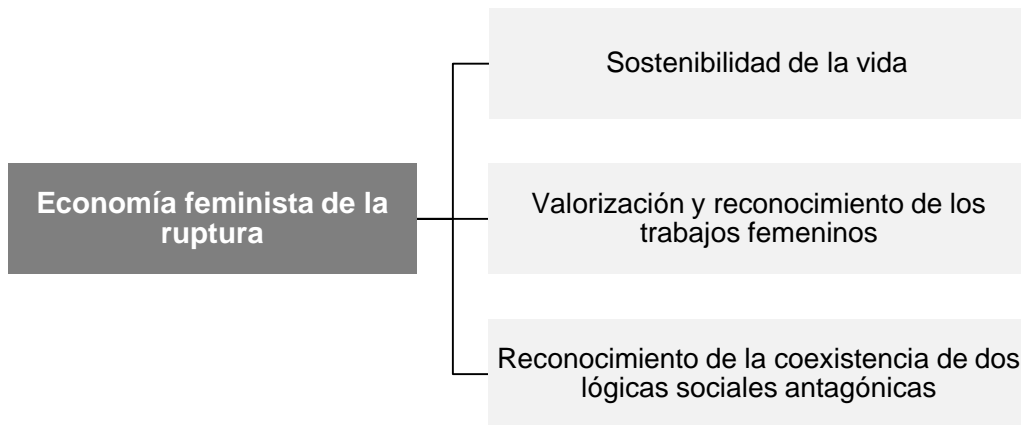 Sostenibilidad de la vida
Economía feminista de la
ruptura
Valorización y reconocimiento de los
trabajos femeninos
Reconocimiento de la coexistencia de dos
lógicas sociales antagónicas